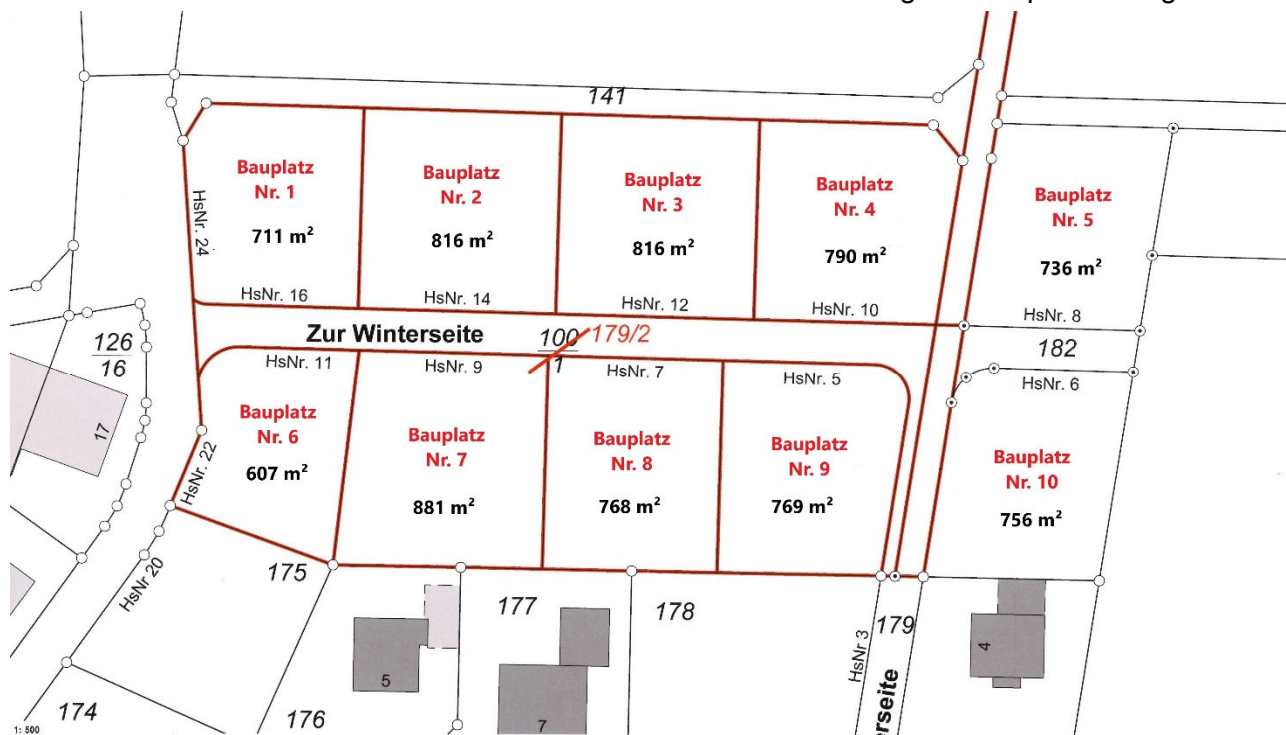 141
Bauplatz
Nr. 1
711 m²
Bauplatz
Nr. 2
816 m²
Bauplatz
Nr. 3
816 m²
Bauplatz
Nr. 4
790 m²
Bauplatz
Nr. 5
736 m²
HsNr. 24
HsNr. 16
HsNr. 14
HsNr. 12
HsNr. 10
HsNr. 8
Zur Winterseite
100
1
179/2
182
126
16
17
HsNr. 11
HsNr. 9
HsNr. 7
HsNr. 5
HsNr. 6
Bauplatz
Nr. 6
607 m²
Bauplatz
Nr. 7
881 m²
Bauplatz
Nr. 8
768 m²
Bauplatz
Nr. 9
769 m²
Bauplatz
Nr. 10
756 m²
HsNr. 22
HsNr 20
175
177
178
179
HsNr 3
erseite
4
5
7
174
176
1: 500